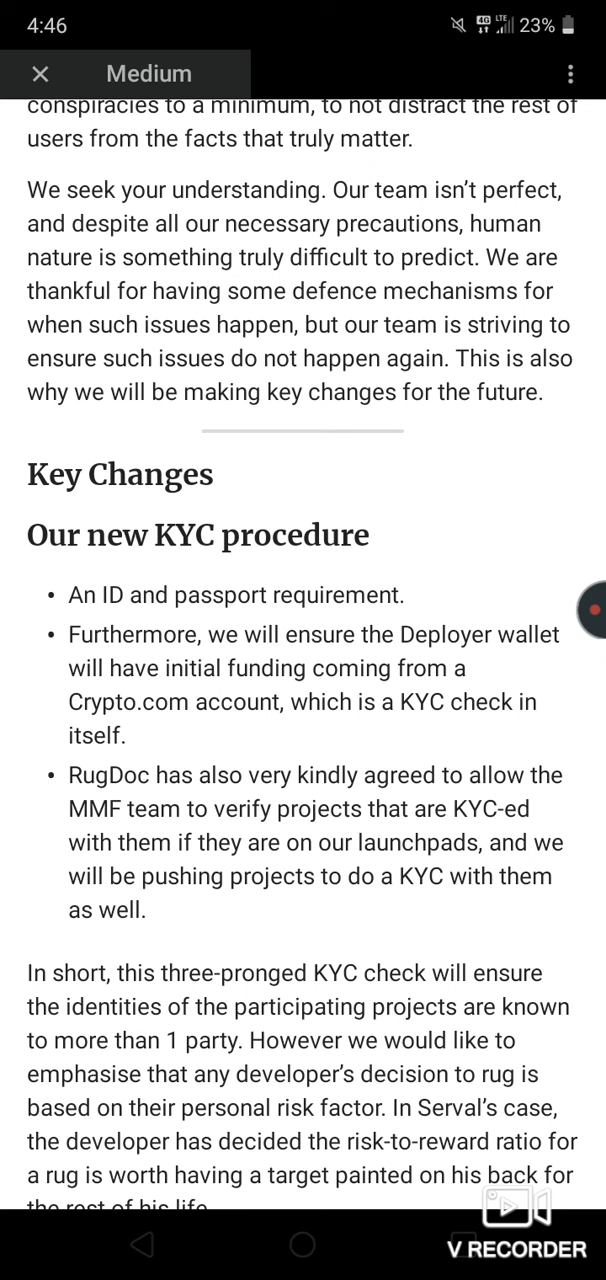 4:46
4G LTE 23%
Medium
conspiracies to a minimum, to not distract the rest of
users from the facts that truly matter.
We seek your understanding. Our team isn’t perfect,
and despite all our necessary precautions, human
nature is something truly difficult to predict. We are
thankful for having some defence mechanisms for
when such issues happen, but our team is striving to
ensure such issues do not happen again. This is also
why we will be making key changes for the future.
Key Changes
Our new KYC procedure
• An ID and passport requirement.
• Furthermore, we will ensure the Deployer wallet
will have initial funding coming from a
Crypto.com account, which is a KYC check in
itself.
• RugDoc has also very kindly agreed to allow the
MMF team to verify projects that are KYC-ed
with them if they are on our launchpads, and we
will be pushing projects to do a KYC with them
as well.
In short, this three-pronged KYC check will ensure
the identities of the participating projects are known
to more than 1 party. However we would like to
emphasise that any developer’s decision to rug is
based on their personal risk factor. In Serval’s case,
the developer has decided the risk-to-reward ratio for
a rug is worth having a target painted on his back for
the rest of his life
V RECORDER